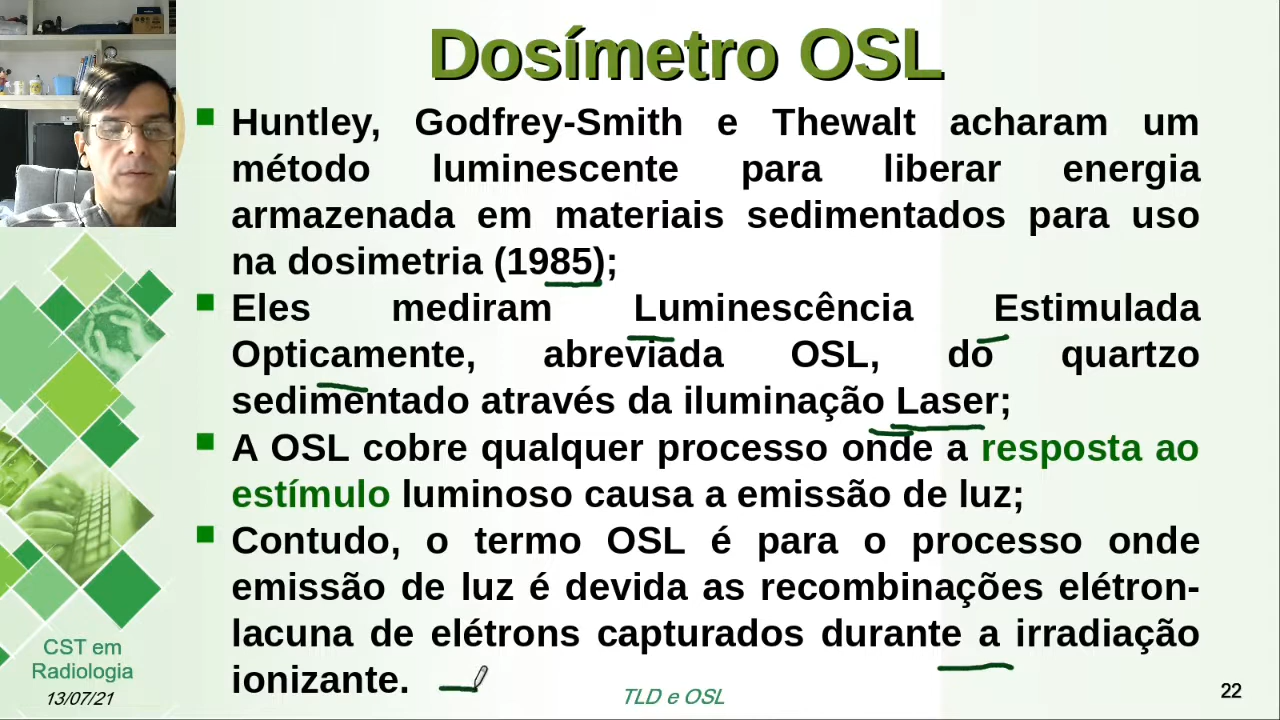 Dosímetro OSL
Huntley, Godfrey-Smith e Thewalt acharam um
método luminescente para liberar energia
armazenada em materiais sedimentados para uso
na dosimetria (1985);
Eles mediram Luminescência Estimulada
Opticamente, abreviada OSL, do quartzo
sedimentado através da iluminação Laser;
A OSL cobre qualquer processo onde a resposta ao
estímulo luminoso causa a emissão de luz;
Contudo, o termo OSL é para o processo onde
emissão de luz é devida as recombinações elétron-
lacuna de elétrons capturados durante a irradiação
ionizante.
CST em
Radiologia
13/07/21
TLD e OSL
22